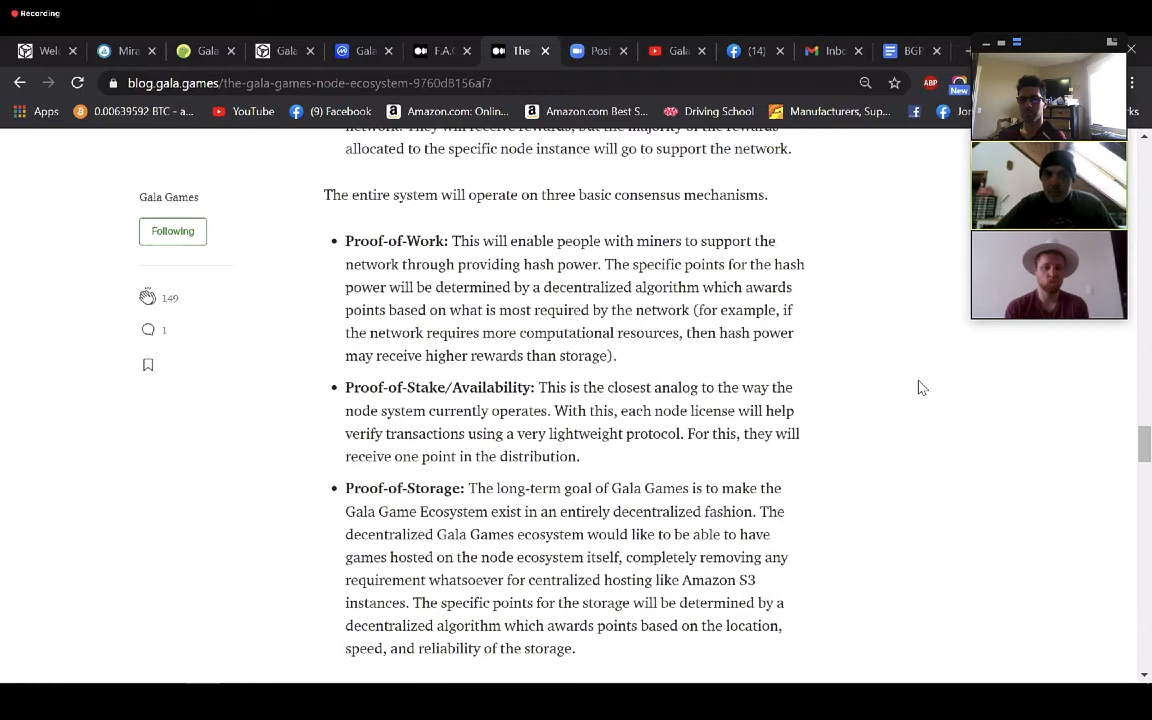 Recording
Wel
Mira
Gala
Gala
Gala
F.A.
The
Post
Gala
(14)
Inb
BGP
blog.gala.games/the-gala-games-node-ecosystem-9760d8156af7
ABP
New
Apps
0.00639592 BTC - a...
YouTube
(9) Facebook
Amazon.com: Onlin...
Amazon.com Best S...
Driving School
Manufacturers, Sup...
Jor
network. They will receive rewards, but the majority of the rewards
allocated to the specific node instance will go to support the network.
Gala Games
Following
149
1
The entire system will operate on three basic consensus mechanisms.
• Proof-of-Work: This will enable people with miners to support the
network through providing hash power. The specific points for the hash
power will be determined by a decentralized algorithm which awards
points based on what is most required by the network (for example, if
the network requires more computational resources, then hash power
may receive higher rewards than storage).
• Proof-of-Stake/Availability: This is the closest analog to the way the
node system currently operates. With this, each node license will help
verify transactions using a very lightweight protocol. For this, they will
receive one point in the distribution.
• Proof-of-Storage: The long-term goal of Gala Games is to make the
Gala Game Ecosystem exist in an entirely decentralized fashion. The
decentralized Gala Games ecosystem would like to be able to have
games hosted on the node ecosystem itself, completely removing any
requirement whatsoever for centralized hosting like Amazon S3
instances. The specific points for the storage will be determined by a
decentralized algorithm which awards points based on the location,
speed, and reliability of the storage.